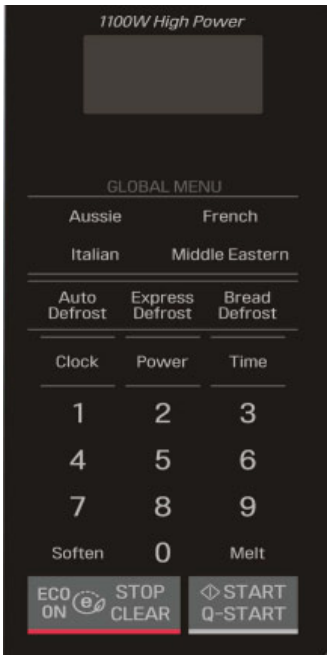 1100W High Power
GLOBAL MENU
Aussie French
Italian Middle Eastern
Auto Defrost Express Defrost Bread Defrost
Clock Power Time
1 2 3
4 5 6
7 8 9
Soften 0 Melt
ECO ON e STOP CLEAR START Q-START